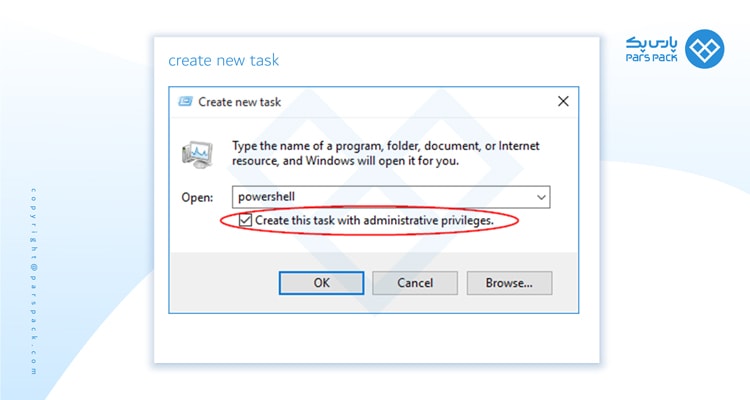 پارس پک
PARS PACK
create new task
Create new task
Type the name of a program, folder, document, or Internet
resource, and Windows will open it for you.
Open: powershell
Create this task with administrative privileges.
OK Cancel Browse...
copyright@parspack.com